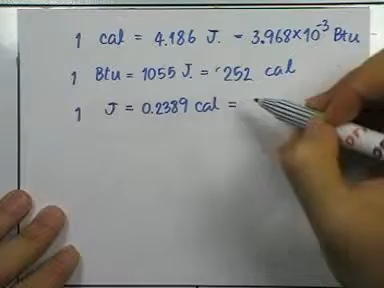 1 cal = 4.186 J. = 3.968×10⁻³ Btu
1 Btu = 1055 J. = 252 cal
1 J = 0.2389 cal =